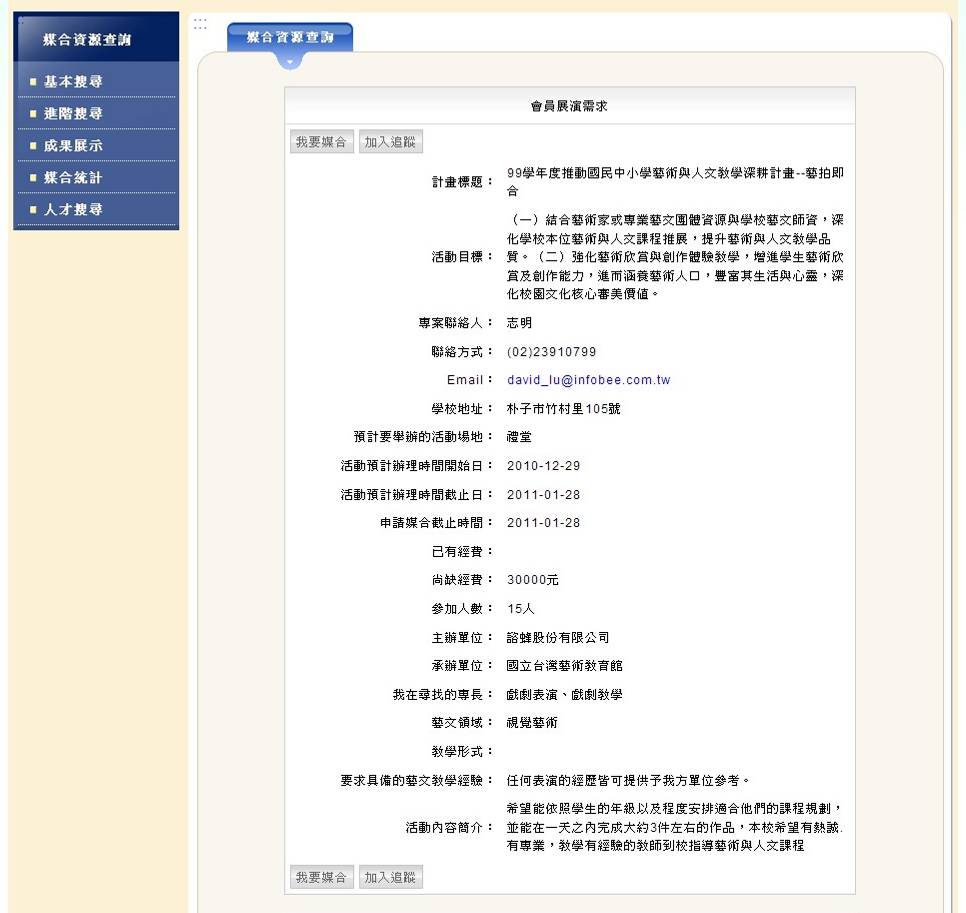 媒合資源查詢
基本搜尋
進階搜尋
成果展示
媒合統計
人才搜尋
:::
媒合資源查詢
會員展演需求
我要媒合 加入追蹤
計畫標題： 99學年度推動國民中小學藝術與人文教學深耕計畫--藝拍即
合
活動目標： （一）結合藝術家或專業藝文團體資源與學校藝文師資，深
化學校本位藝術與人文課程推展，提升藝術與人文教學品
質。（二）強化藝術欣賞與創作體驗教學，增進學生藝術欣
賞及創作能力，進而涵養藝術人口，豐富其生活與心靈，深
化校園文化核心審美價值。
專案聯絡人： 志明
聯絡方式： (02)23910799
Email： david_lu@infobee.com.tw
學校地址： 朴子市竹村里105號
預計要舉辦的活動場地： 禮堂
活動預計辦理時間開始日： 2010-12-29
活動預計辦理時間截止日： 2011-01-28
申請媒合截止時間： 2011-01-28
已有經費：
尚缺經費： 30000元
參加人數： 15人
主辦單位： 諮蜂股份有限公司
承辦單位： 國立台灣藝術教育館
我在尋找的專長： 戲劇表演、戲劇教學
藝文領域： 視覺藝術
教學形式：
要求具備的藝文教學經驗： 任何表演的經歷皆可提供予我方單位參考。
活動內容簡介： 希望能依照學生的年級以及程度安排適合他們的課程規劃，
並能在一天之內完成大約3件左右的作品，本校希望有熱誠.
有專業，教學有經驗的教師到校指導藝術與人文課程
我要媒合 加入追蹤